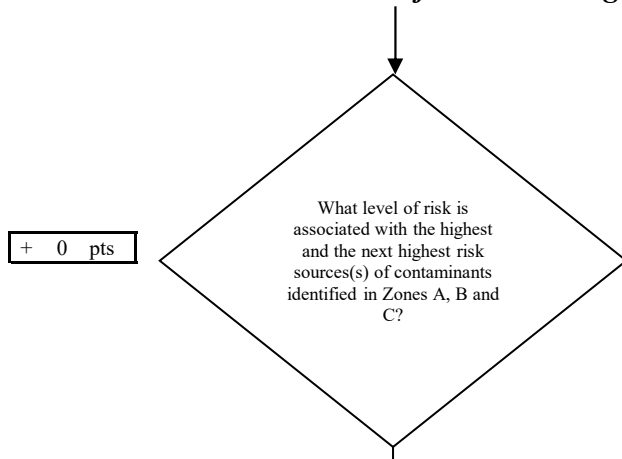 What level of risk is
associated with the highest
and the next highest risk
sources(s) of contaminants
identified in Zones A, B and
C?
+ 0 pts